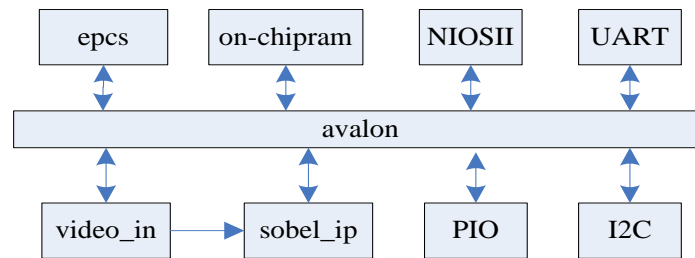 epcs
on-chipram
NIOSII
UART
avalon
video_in
sobel_ip
PIO
I2C